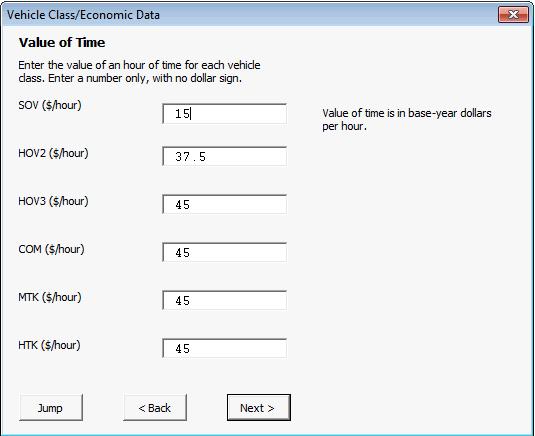 Vehicle Class/Economic Data
Value of Time
Enter the value of an hour of time for each vehicle
class. Enter a number only, with no dollar sign.
SOV ($/hour)
15
Value of time is in base-year dollars
per hour.
HOV2 ($/hour)
37.5
HOV3 ($/hour)
45
COM ($/hour)
45
MTK ($/hour)
45
HTK ($/hour)
45
Jump
< Back
Next >